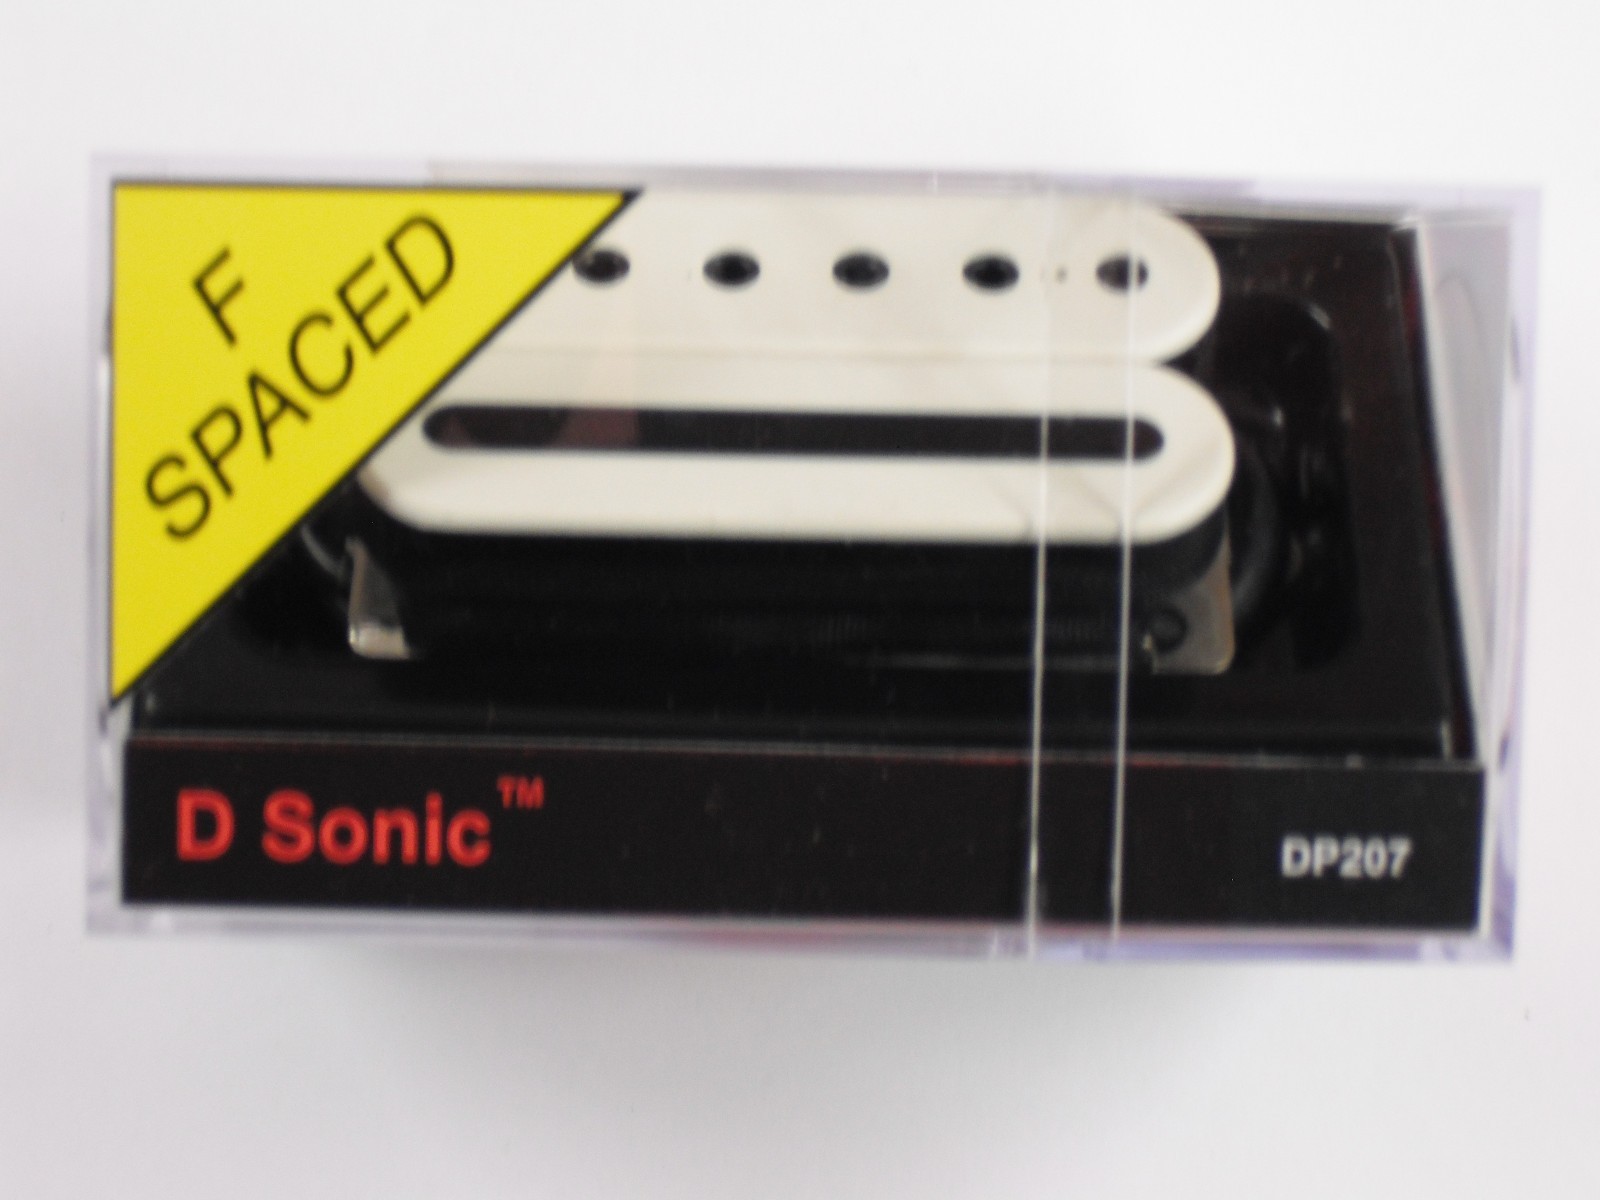 F
SPACED
D Sonic™
DP207